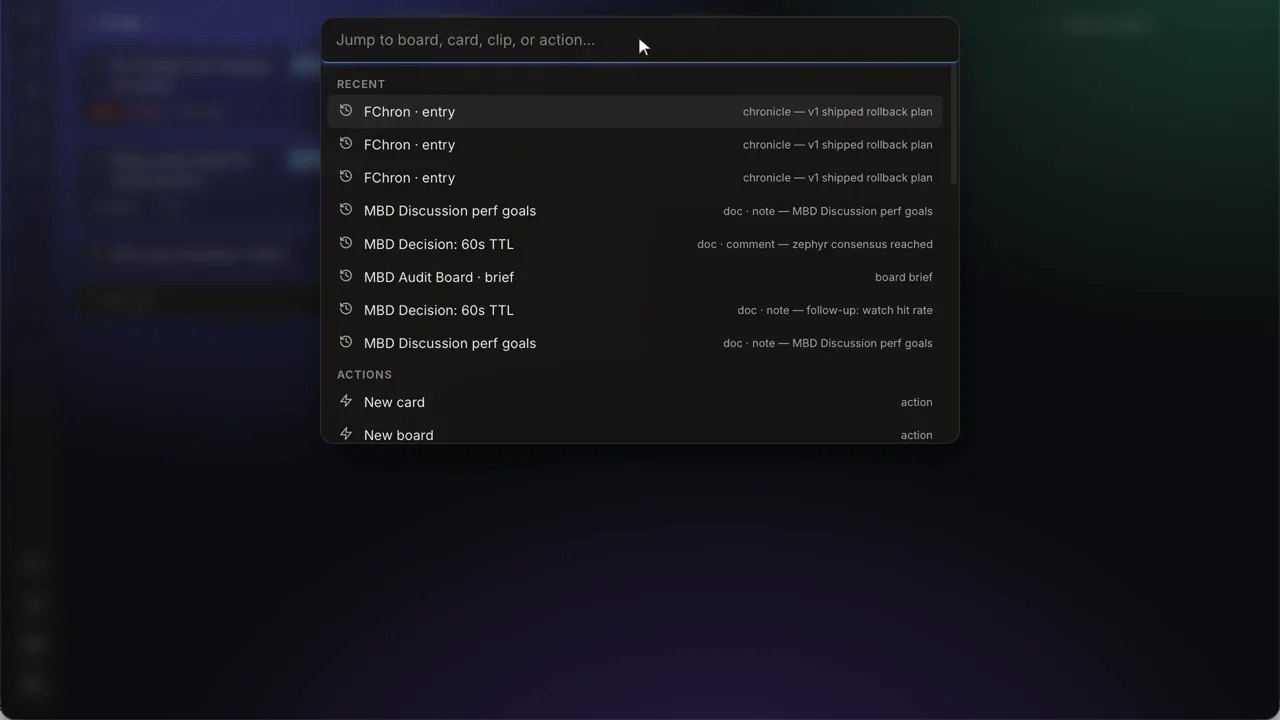 Jump to board, card, clip, or action...
RECENT
FChron · entry chronicle — v1 shipped rollback plan
FChron · entry chronicle — v1 shipped rollback plan
FChron · entry chronicle — v1 shipped rollback plan
MBD Discussion perf goals doc · note — MBD Discussion perf goals
MBD Decision: 60s TTL doc · comment — zephyr consensus reached
MBD Audit Board · brief board brief
MBD Decision: 60s TTL doc · note — follow-up: watch hit rate
MBD Discussion perf goals doc · note — MBD Discussion perf goals
ACTIONS
New card action
New board action